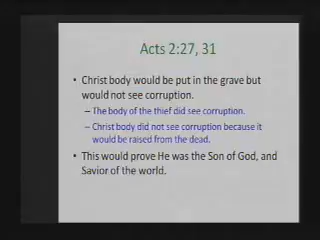 Acts 2:27, 31
• Christ body would be put in the grave but
would not see corruption.
– The body of the thief did see corruption.
– Christ body did not see corruption because it
would be raised from the dead.
• This would prove He was the Son of God, and
Savior of the world.